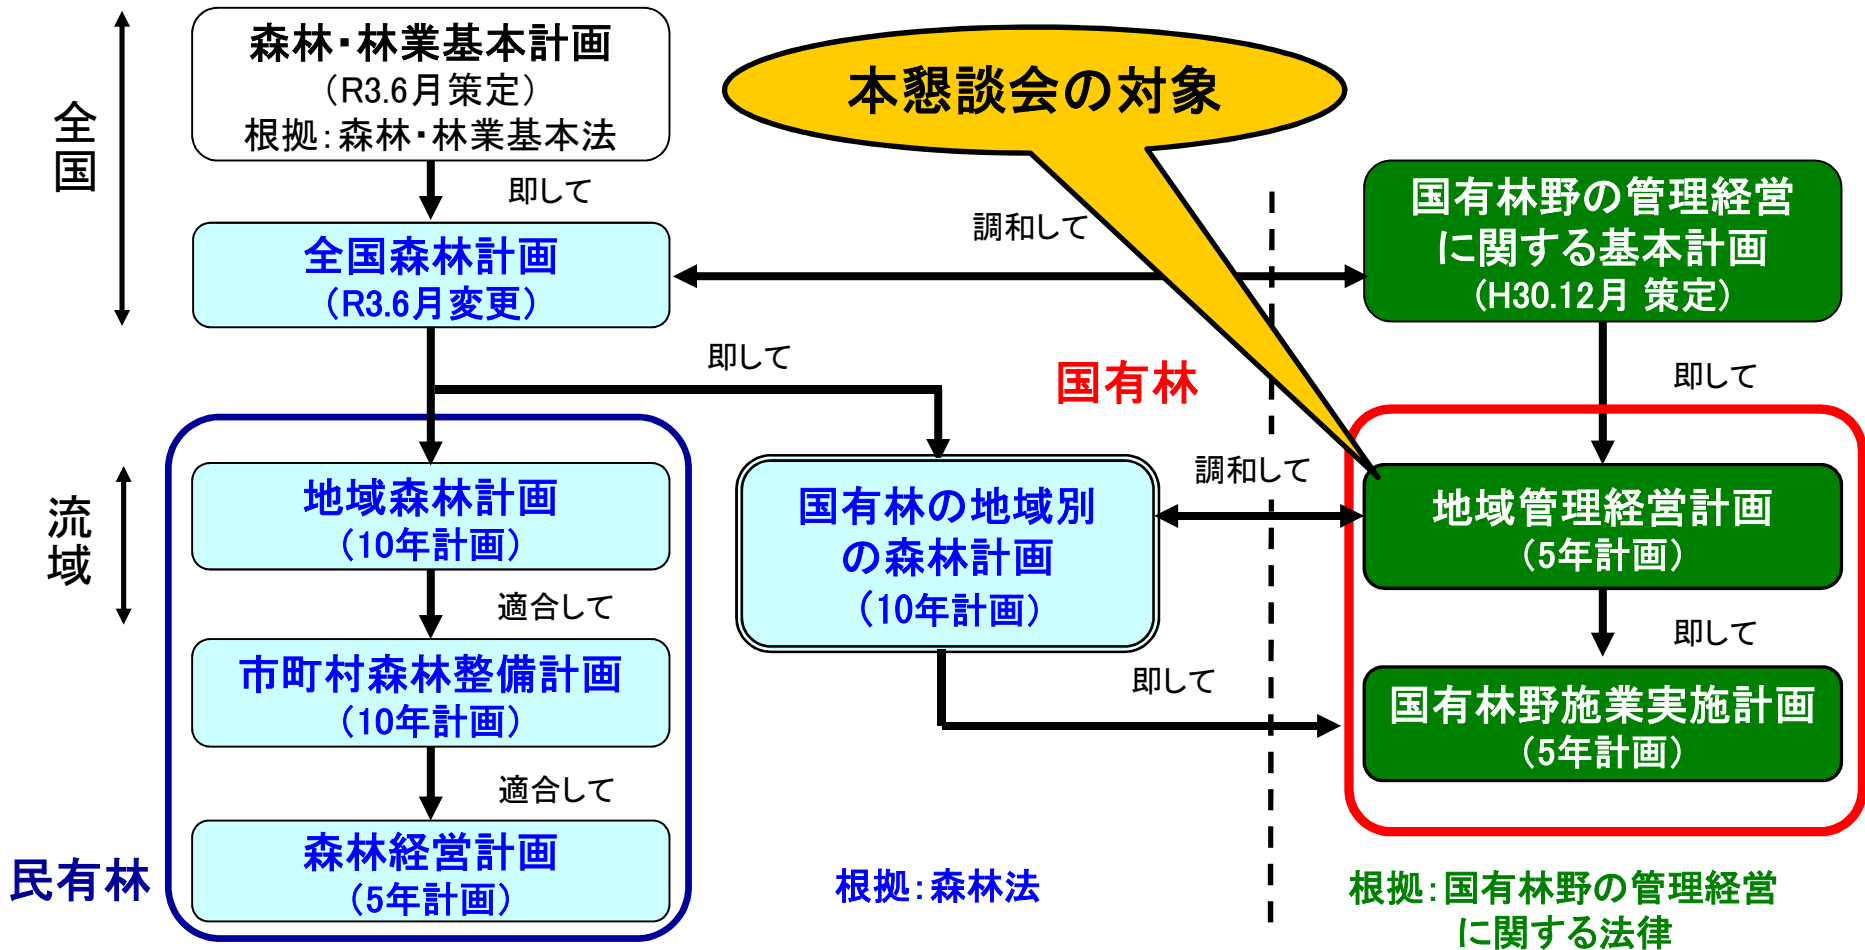 全国
森林・林業基本計画
（R3.6月策定）
根拠：森林・林業基本法
本懇談会の対象
即して
全国森林計画
（R3.6月変更）
調和して
国有林野の管理経営
に関する基本計画
（H30.12月 策定）
即して
国有林
即して
流域
地域森林計画
（10年計画）
国有林の地域別
の森林計画
（10年計画）
調和して
地域管理経営計画
（5年計画）
適合して
即して
市町村森林整備計画
（10年計画）
即して
国有林野施業実施計画
（5年計画）
適合して
森林経営計画
（5年計画）
民有林
根拠：森林法
根拠：国有林野の管理経営
に関する法律